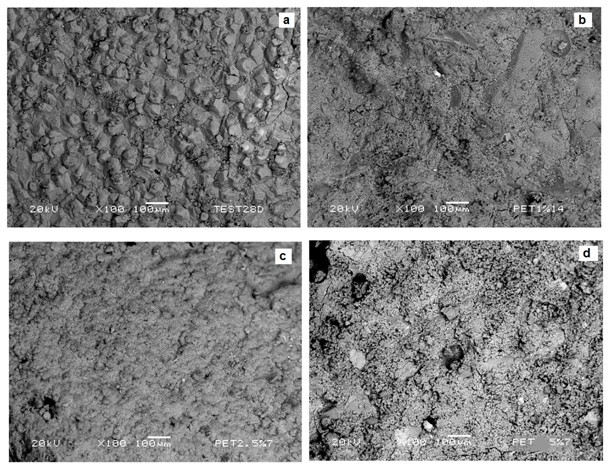 a
20kV X100 100µm TEST28D
b
20kV X100 100µm PET1%14
c
20kV X100 100µm PET2.5%7
d
20kV X100 100µm PET 5%7